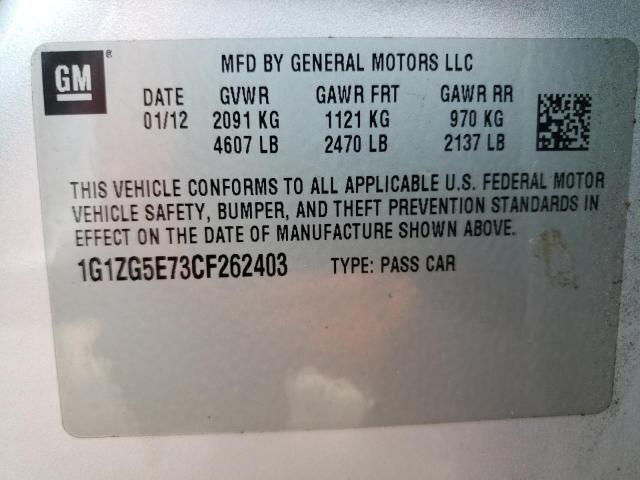 GM ®
MFD BY GENERAL MOTORS LLC
DATE GVWR GAWR FRT GAWR RR
01/12 2091 KG 1121 KG 970 KG
4607 LB 2470 LB 2137 LB
THIS VEHICLE CONFORMS TO ALL APPLICABLE U.S. FEDERAL MOTOR
VEHICLE SAFETY, BUMPER, AND THEFT PREVENTION STANDARDS IN
EFFECT ON THE DATE OF MANUFACTURE SHOWN ABOVE.
1G1ZG5E73CF262403 TYPE: PASS CAR